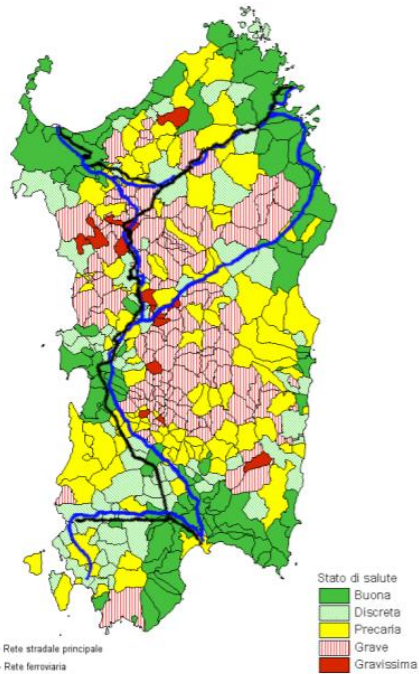 Stato di salute
Buona
Discreta
Precaria
Grave
Gravissima
- Rete stradale principale
- Rete ferroviaria